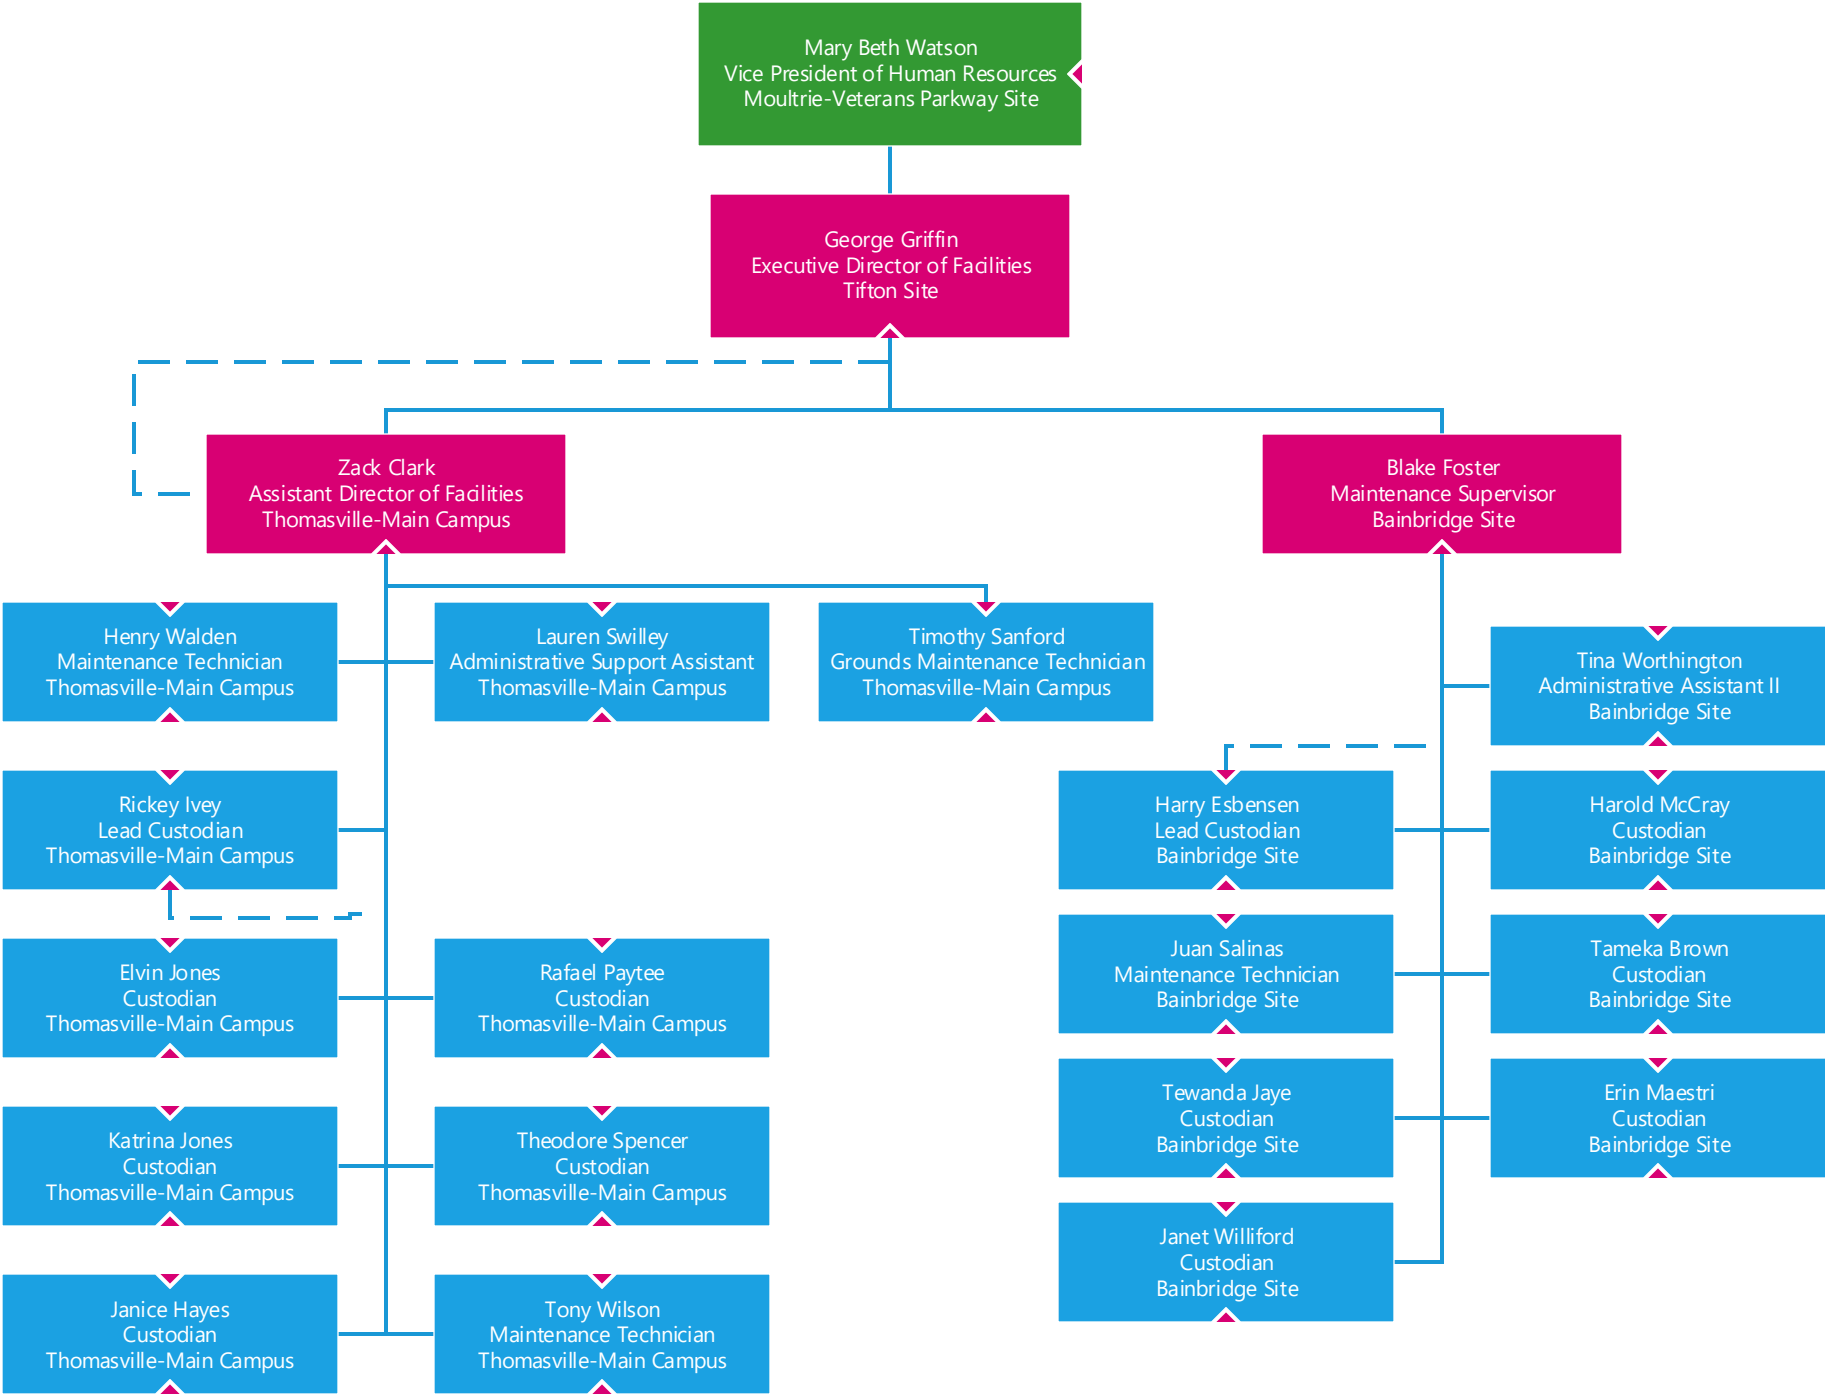 Mary Beth Watson
Vice President of Human Resources
Moultrie-Veterans Parkway Site
George Griffin
Executive Director of Facilities
Tifton Site
Zack Clark
Assistant Director of Facilities
Thomasville-Main Campus
Blake Foster
Maintenance Supervisor
Bainbridge Site
Henry Walden
Maintenance Technician
Thomasville-Main Campus
Lauren Swilley
Administrative Support Assistant
Thomasville-Main Campus
Timothy Sanford
Grounds Maintenance Technician
Thomasville-Main Campus
Tina Worthington
Administrative Assistant II
Bainbridge Site
Rickey Ivey
Lead Custodian
Thomasville-Main Campus
Harry Esbensen
Lead Custodian
Bainbridge Site
Harold McCray
Custodian
Bainbridge Site
Elvin Jones
Custodian
Thomasville-Main Campus
Rafael Paytee
Custodian
Thomasville-Main Campus
Juan Salinas
Maintenance Technician
Bainbridge Site
Tameka Brown
Custodian
Bainbridge Site
Katrina Jones
Custodian
Thomasville-Main Campus
Theodore Spencer
Custodian
Thomasville-Main Campus
Tewanda Jaye
Custodian
Bainbridge Site
Erin Maestri
Custodian
Bainbridge Site
Janice Hayes
Custodian
Thomasville-Main Campus
Tony Wilson
Maintenance Technician
Thomasville-Main Campus
Janet Williford
Custodian
Bainbridge Site